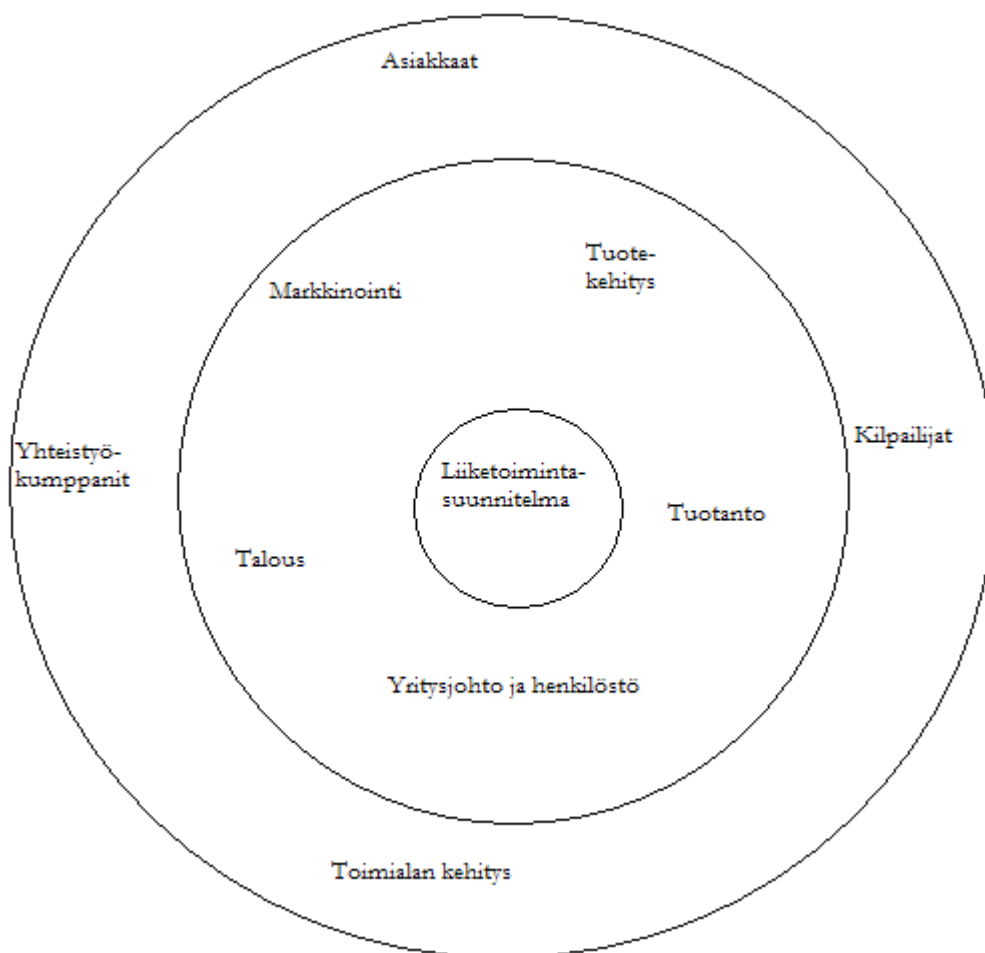 Asiakkaat
Tuote-
kehitys
Markkinointi
Kilpailijat
Yhteistyö-
kumppanit
Liiketoiminta-
suunnitelma
Tuotanto
Talous
Yritysjohto ja henkilöstö
Toimialan kehitys